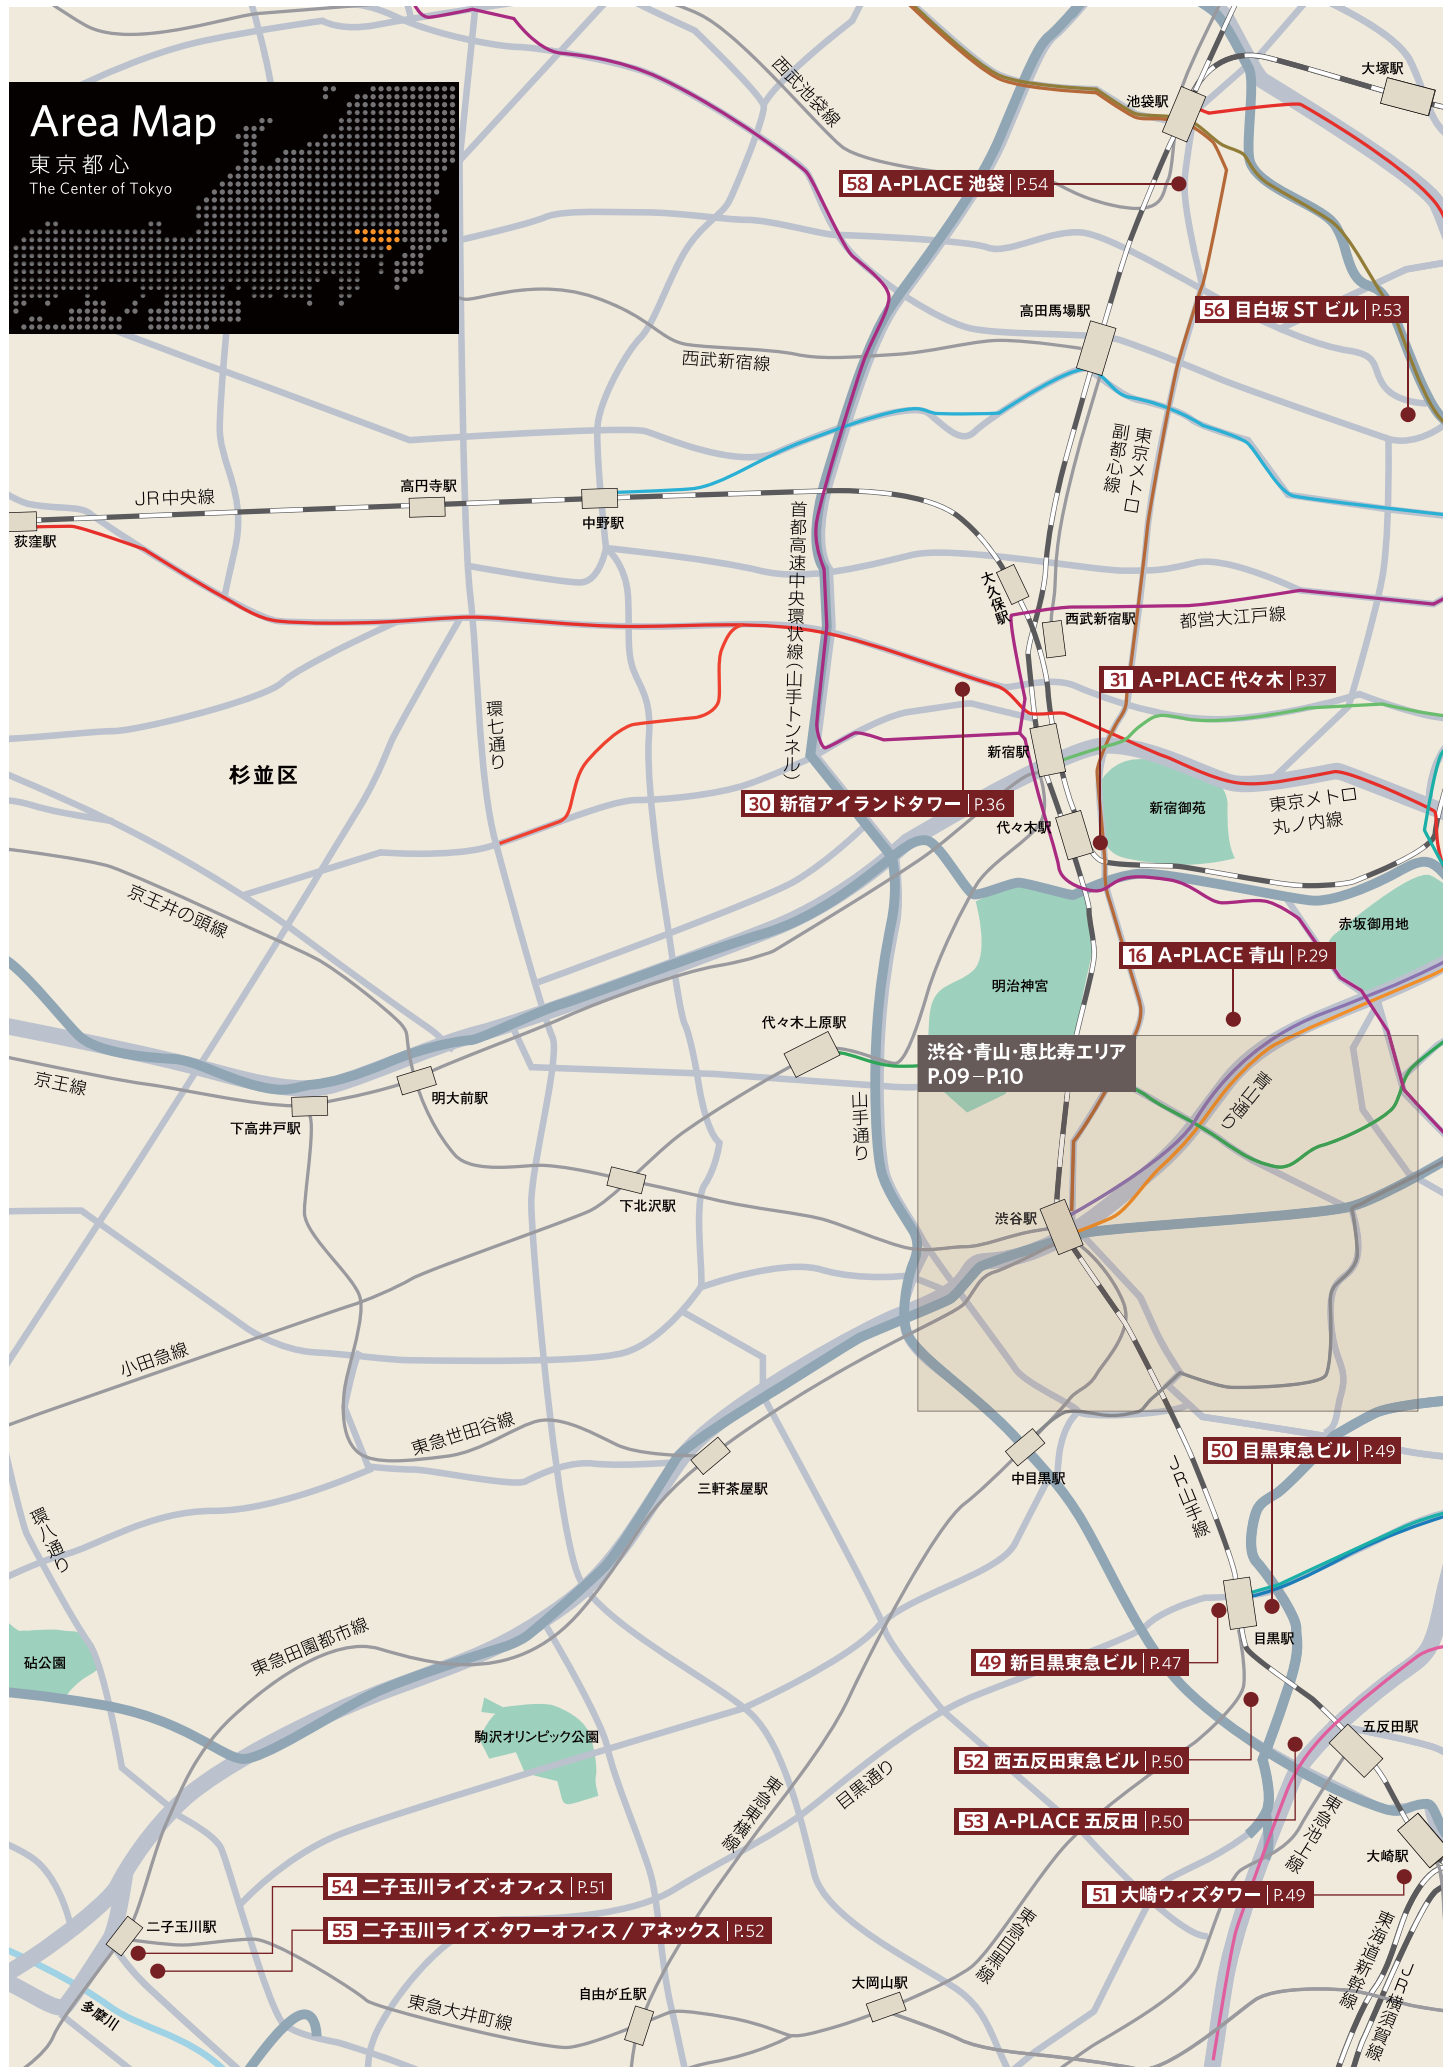 Area Map
東京都心
The Center of Tokyo
西武池袋線
大塚駅
池袋駅
58 A-PLACE 池袋 P.54
高田馬場駅
56 目白坂 ST ビル P.53
西武新宿線
東京メトロ
副都心線
JR中央線
高円寺駅
中野駅
荻窪駅
首都高速中央環状線(山手トンネル)
大久保駅
西武新宿駅
都営大江戸線
31 A-PLACE 代々木 P.37
環七通り
新宿駅
杉並区
30 新宿アイランドタワー P.36
代々木駅
新宿御苑
東京メトロ
丸ノ内線
京王井の頭線
赤坂御用地
16 A-PLACE 青山 P.29
明治神宮
代々木上原駅
渋谷・青山・恵比寿エリア
P.09−P.10
京王線
明大前駅
下高井戸駅
山手通り
青山通り
下北沢駅
渋谷駅
小田急線
東急世田谷線
三軒茶屋駅
中目黒駅
JR山手線
50 目黒東急ビル P.49
環八通り
目黒駅
砧公園
東急田園都市線
49 新目黒東急ビル P.47
駒沢オリンピック公園
五反田駅
52 西五反田東急ビル P.50
東急東横線
目黒通り
53 A-PLACE 五反田 P.50
東急池上線
大崎駅
54 二子玉川ライズ・オフィス P.51
51 大崎ウィズタワー P.49
二子玉川駅
55 二子玉川ライズ・タワーオフィス / アネックス P.52
東急目黒線
東海道新幹線
JR横須賀線
多摩川
東急大井町線
自由が丘駅
大岡山駅